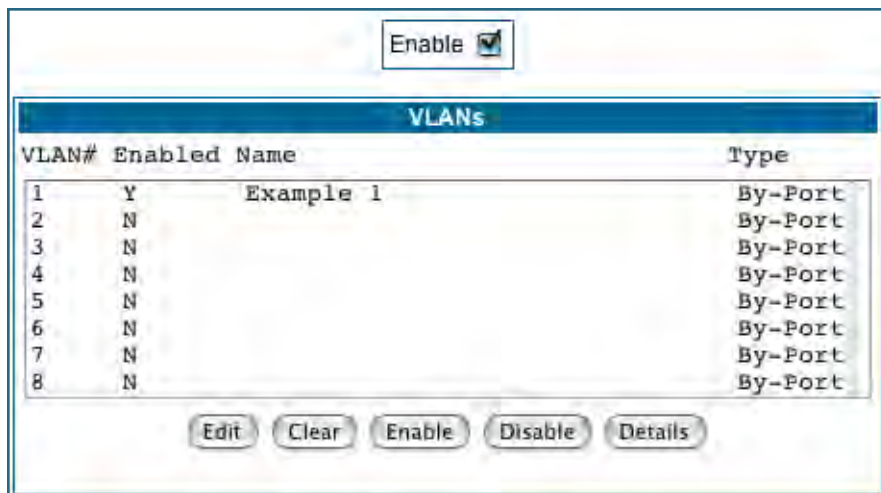 Enable
VLANs
VLAN# Enabled Name Type
1 Y Example 1 By-Port
2 N By-Port
3 N By-Port
4 N By-Port
5 N By-Port
6 N By-Port
7 N By-Port
8 N By-Port
Edit Clear Enable Disable Details